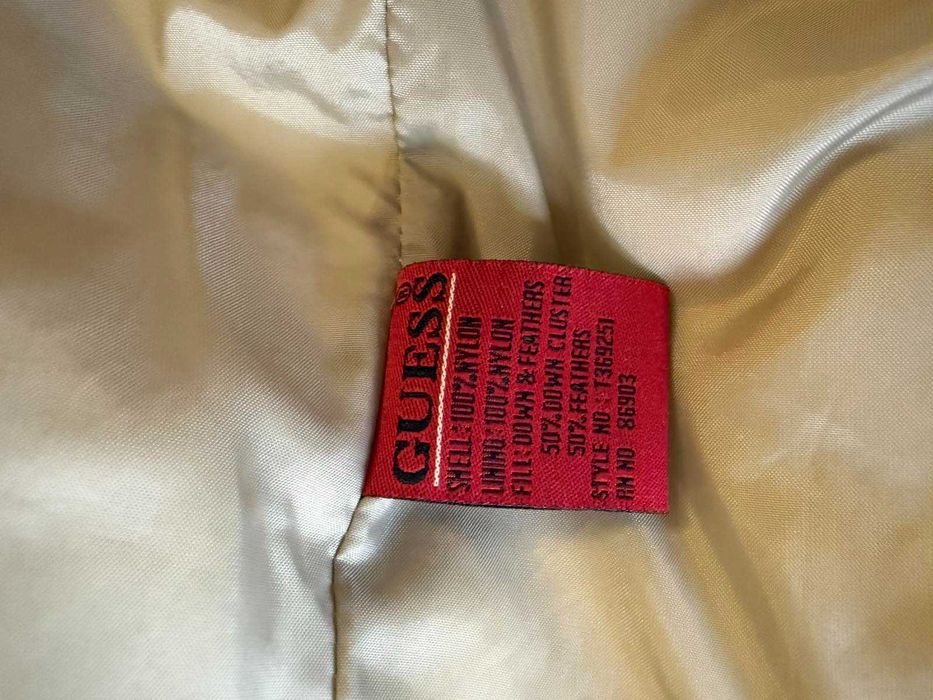 GUESS®
SHELL: 100% NYLON
LINING: 100% NYLON
FILL: DOWN & FEATHERS
50% DOWN CLUSTER
50% FEATHERS
STYLE NO: T369251
RN NO 86903